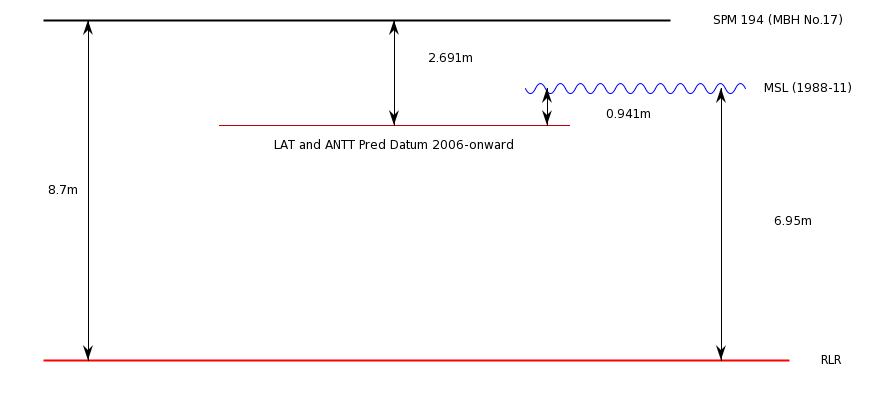 SPM 194 (MBH No.17)
2.691m
MSL (1988-11)
0.941m
LAT and ANTT Pred Datum 2006-onward
8.7m
6.95m
RLR